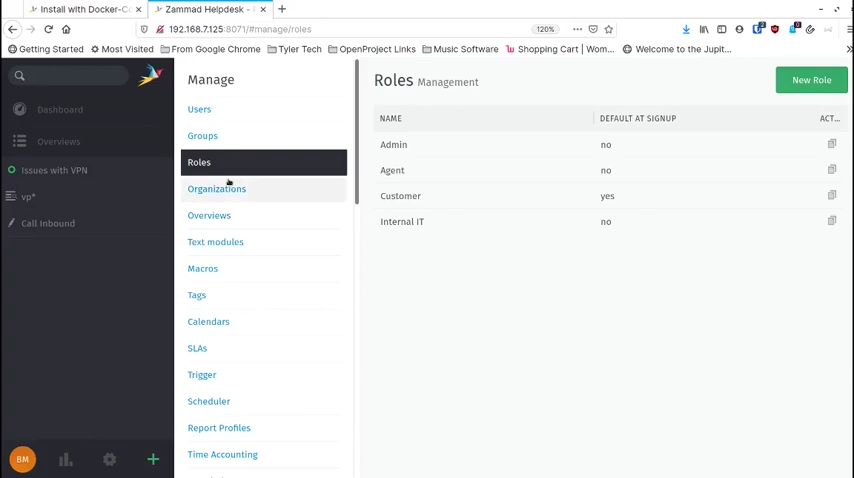 Install with Docker-C
Zammad Helpdesk -
192.168.7.125:8071/#manage/roles
120%
Getting Started
Most Visited
From Google Chrome
Tyler Tech
OpenProject Links
Music Software
Shopping Cart | Wom...
Welcome to the Jupit...
Dashboard
Overviews
Issues with VPN
vp*
Call Inbound
BM
Manage
Users
Groups
Roles
Organizations
Overviews
Text modules
Macros
Tags
Calendars
SLAs
Trigger
Scheduler
Report Profiles
Time Accounting
Roles Management
New Role
NAME DEFAULT AT SIGNUP ACT...
Admin no
Agent no
Customer yes
Internal IT no